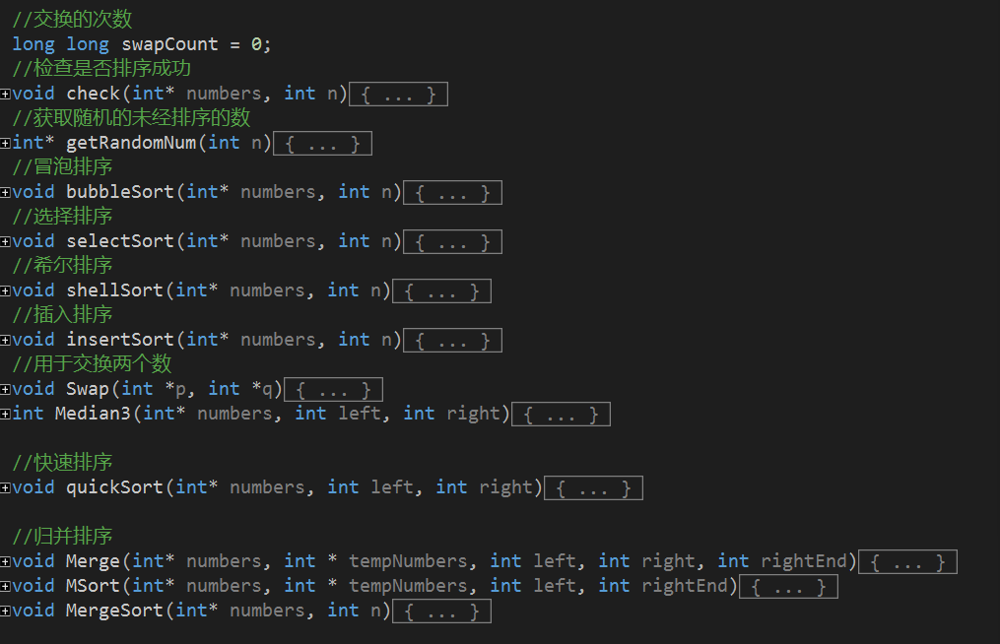 //交换的次数
long long swapCount = 0;
//检查是否排序成功
void check(int* numbers, int n){ ... }
//获取随机的未经排序的数
int* getRandomNum(int n){ ... }
//冒泡排序
void bubbleSort(int* numbers, int n){ ... }
//选择排序
void selectSort(int* numbers, int n){ ... }
//希尔排序
void shellSort(int* numbers, int n){ ... }
//插入排序
void insertSort(int* numbers, int n){ ... }
//用于交换两个数
void Swap(int *p, int *q){ ... }
int Median3(int* numbers, int left, int right){ ... }
//快速排序
void quickSort(int* numbers, int left, int right){ ... }
//归并排序
void Merge(int* numbers, int * tempNumbers, int left, int right, int rightEnd){ ... }
void MSort(int* numbers, int * tempNumbers, int left, int rightEnd){ ... }
void MergeSort(int* numbers, int n){ ... }